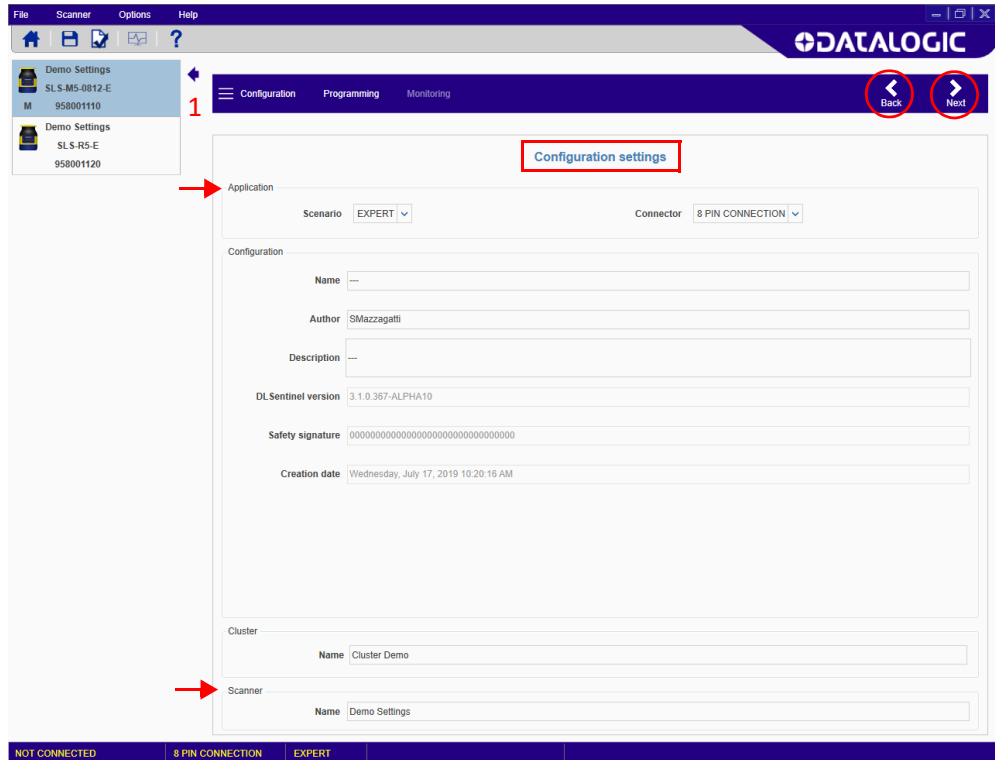 File Scanner Options Help
DATALOGIC
Demo Settings
SLS-M5-0812-E
M 958001110
Demo Settings
SLS-R5-E
958001120
1
Configuration Programming Monitoring
Back Next
Configuration settings
Application
Scenario EXPERT Connector 8 PIN CONNECTION
Configuration
Name ---
Author SMazzagatti
Description ---
DLSentinel version 3.1.0.367-ALPHA10
Safety signature 00000000000000000000000000000000
Creation date Wednesday, July 17, 2019 10:20:16 AM
Cluster
Name Cluster Demo
Scanner
Name Demo Settings
NOT CONNECTED 8 PIN CONNECTION EXPERT